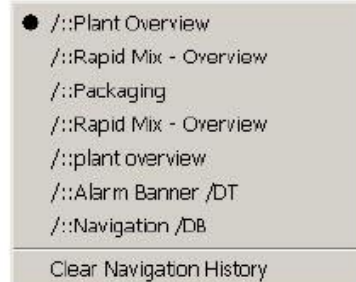 /::Plant Overview
/::Rapid Mix - Overview
/::Packaging
/::Rapid Mix - Overview
/::plant overview
/::Alarm Banner /DT
/::Navigation /DB
Clear Navigation History